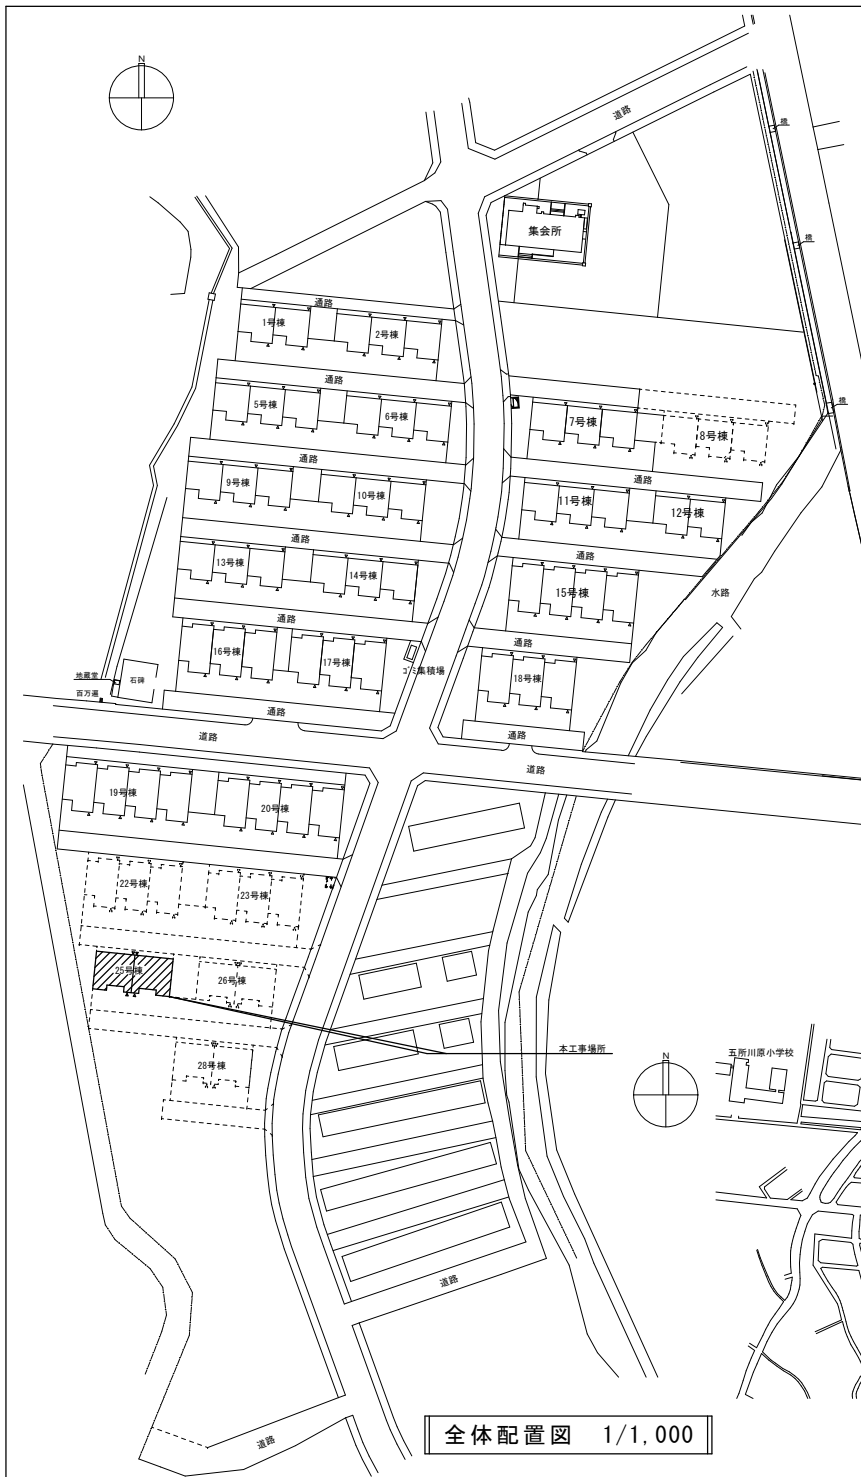 N
道路
橋
橋
集会所
通路
1号棟
2号棟
通路
5号棟
6号棟
橋
7号棟
8号棟
通路
9号棟
10号棟
通路
11号棟
12号棟
通路
13号棟
14号棟
通路
15号棟
水路
通路
16号棟
17号棟
通路
ゴミ集積場
18号棟
地蔵堂
石碑
百万遍
通路
道路
通路
道路
19号棟
20号棟
22号棟
23号棟
25号棟
26号棟
本工事場所
28号棟
N
五所川原小学校
道路
道路
全体配置図 1/1,000